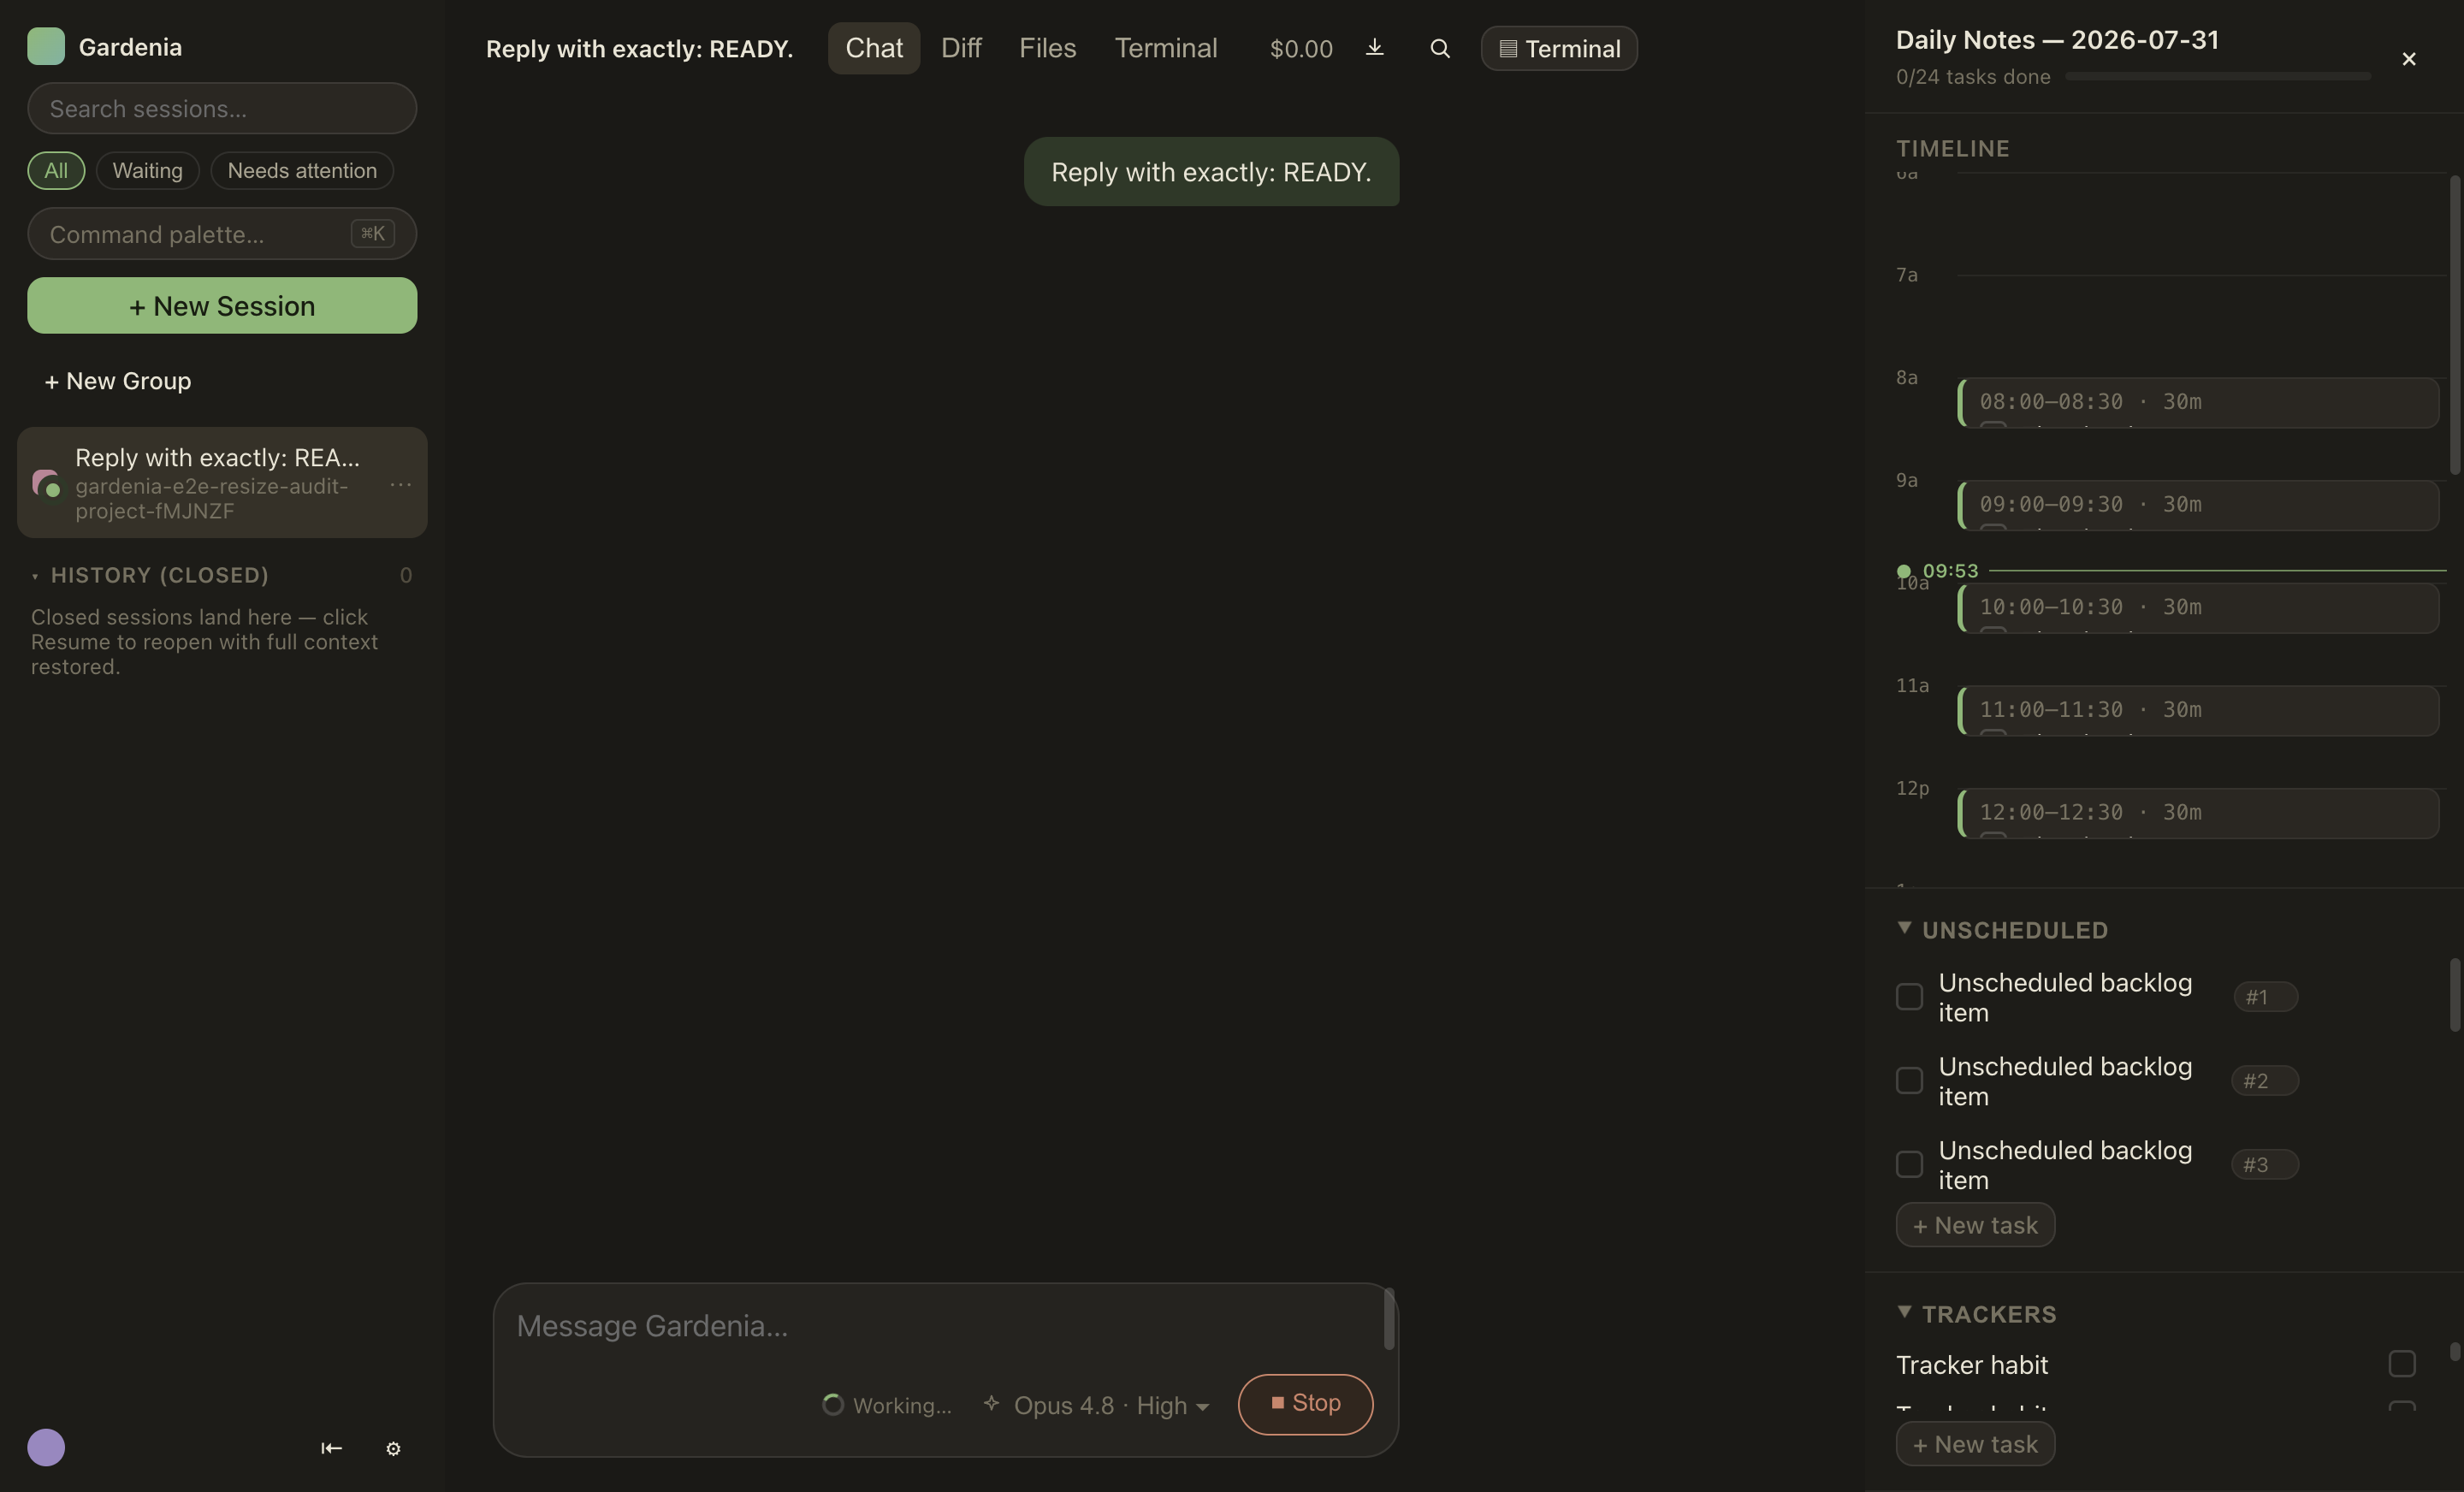 Gardenia
Search sessions...
All
Waiting
Needs attention
Command palette...
⌘K
+ New Session
+ New Group
Reply with exactly: REA...
gardenia-e2e-resize-audit-
project-fMJNZF
HISTORY (CLOSED)
0
Closed sessions land here — click
Resume to reopen with full context
restored.
Reply with exactly: READY.
Chat
Diff
Files
Terminal
$0.00
Terminal
Reply with exactly: READY.
Message Gardenia...
Working...
Opus 4.8 · High
Stop
Daily Notes — 2026-07-31
0/24 tasks done
TIMELINE
6a
7a
8a
08:00–08:30 · 30m
9a
09:00–09:30 · 30m
09:53
10a
10:00–10:30 · 30m
11a
11:00–11:30 · 30m
12p
12:00–12:30 · 30m
UNSCHEDULED
Unscheduled backlog
item
#1
Unscheduled backlog
item
#2
Unscheduled backlog
item
#3
+ New task
TRACKERS
Tracker habit
+ New task